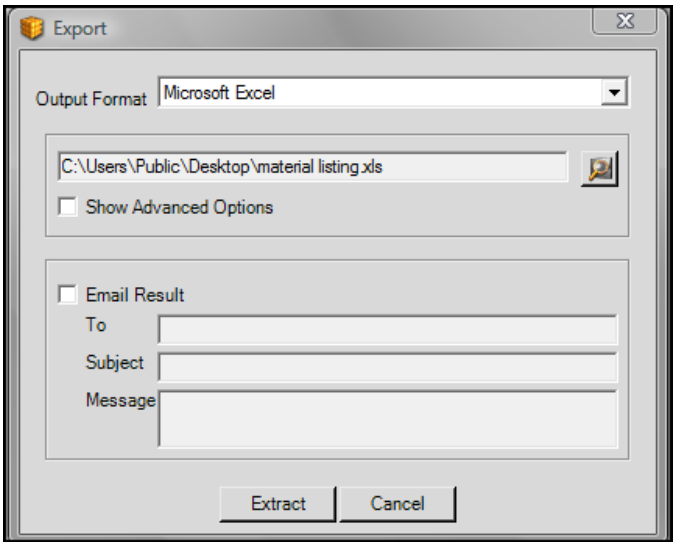 Export
Output Format Microsoft Excel
C:\Users\Public\Desktop\material listing.xls
Show Advanced Options
Email Result
To
Subject
Message
Extract Cancel